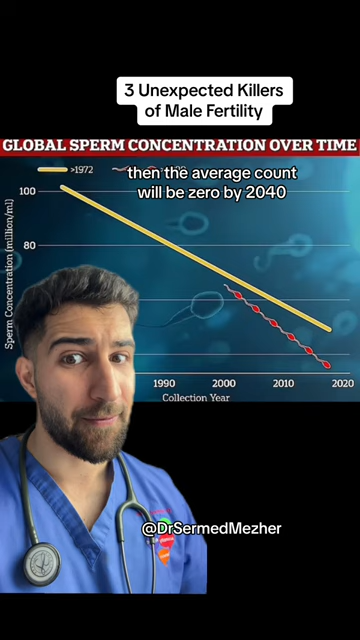 3 Unexpected Killers
of Male Fertility
GLOBAL SPERM CONCENTRATION OVER TIME
>1972
then the average count
will be zero by 2040
100
80
Sperm Concentration (million/ml)
1990 2000 2010 2020
Collection Year
@DrSermedMezher